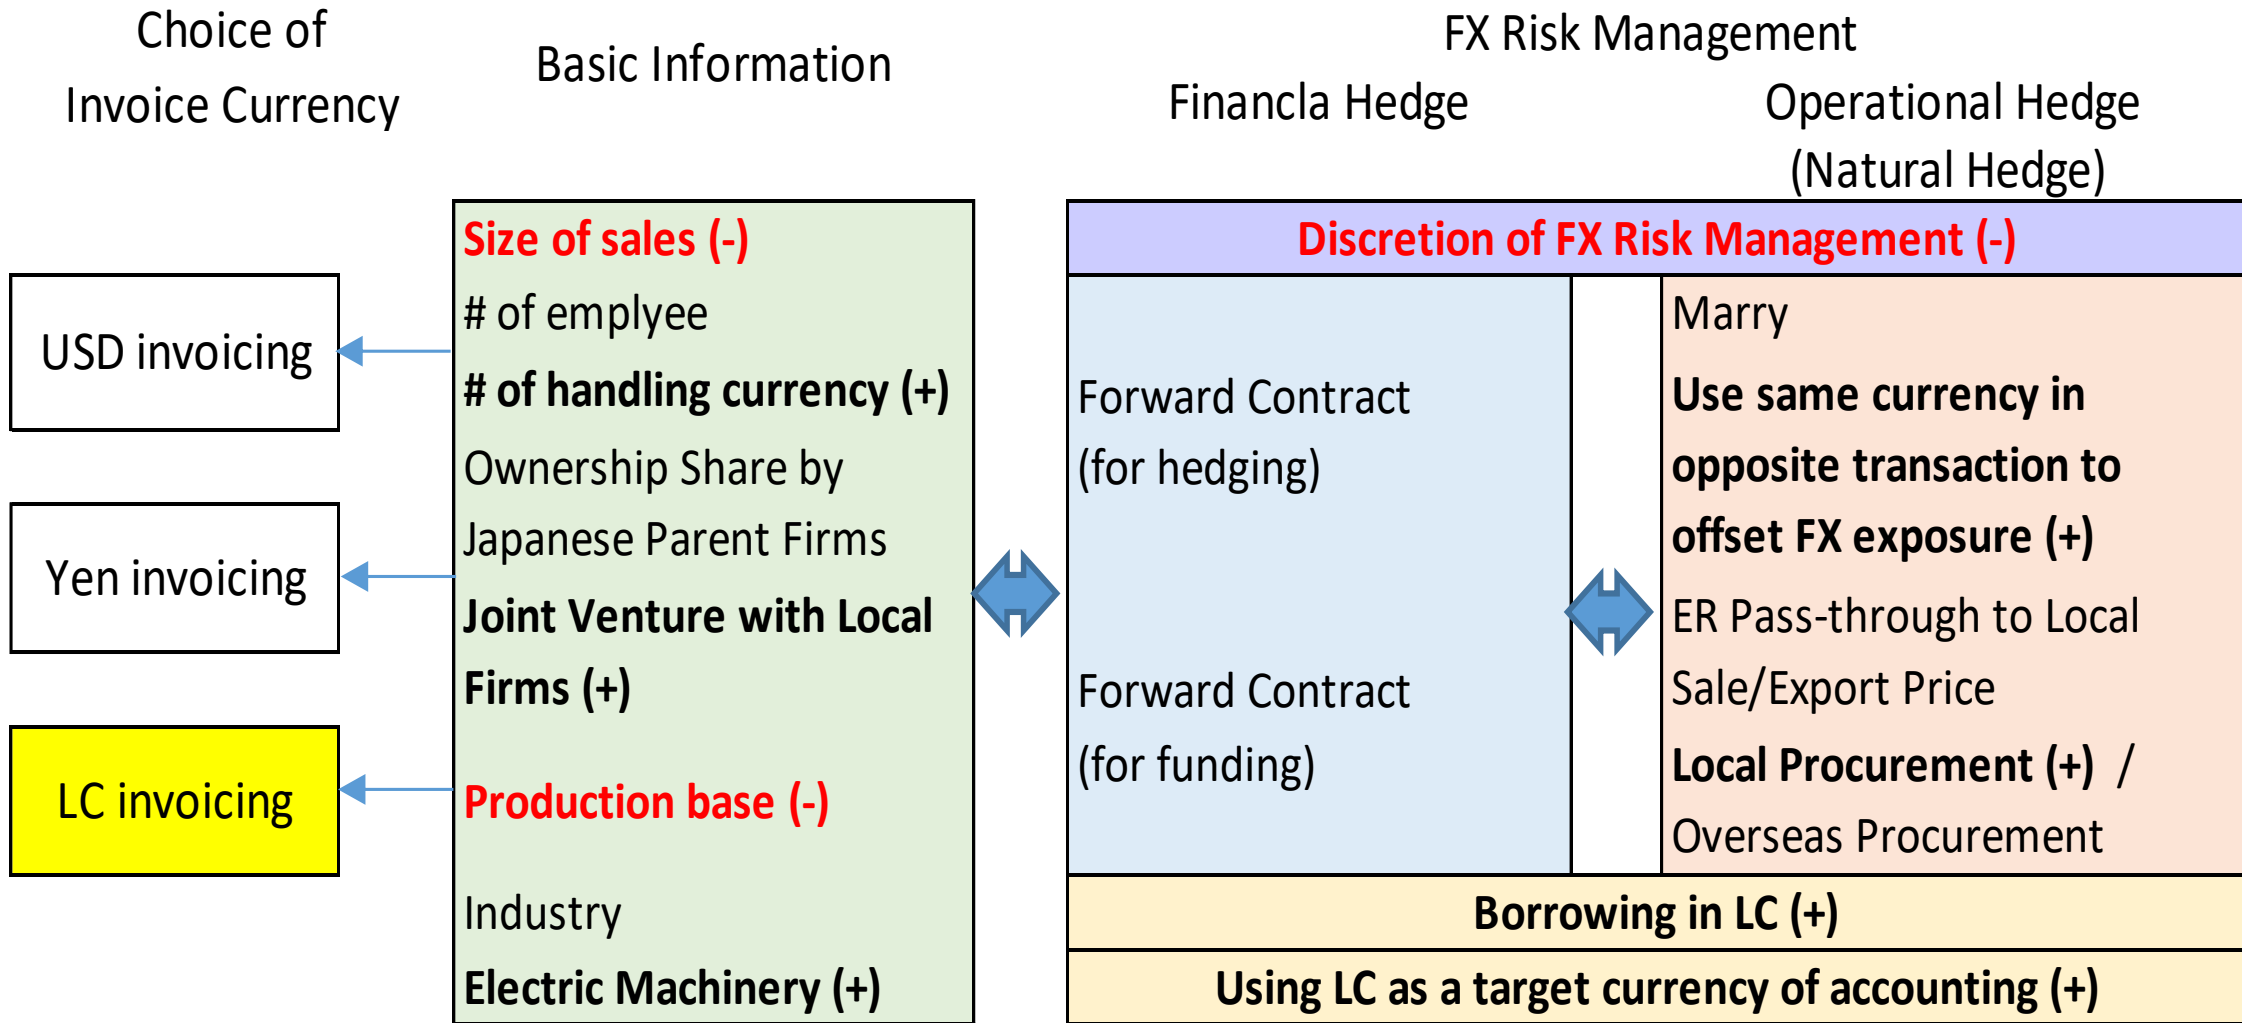 Choice of
Invoice Currency
Basic Information
FX Risk Management
Financla Hedge
Operational Hedge
(Natural Hedge)
USD invoicing
Yen invoicing
LC invoicing
Size of sales (-)
# of emplyee
# of handling currency (+)
Ownership Share by
Japanese Parent Firms
Joint Venture with Local
Firms (+)
Production base (-)
Industry
Electric Machinery (+)
Discretion of FX Risk Management (-)
Forward Contract
(for hedging)
Forward Contract
(for funding)
Marry
Use same currency in
opposite transaction to
offset FX exposure (+)
ER Pass-through to Local
Sale/Export Price
Local Procurement (+) /
Overseas Procurement
Borrowing in LC (+)
Using LC as a target currency of accounting (+)